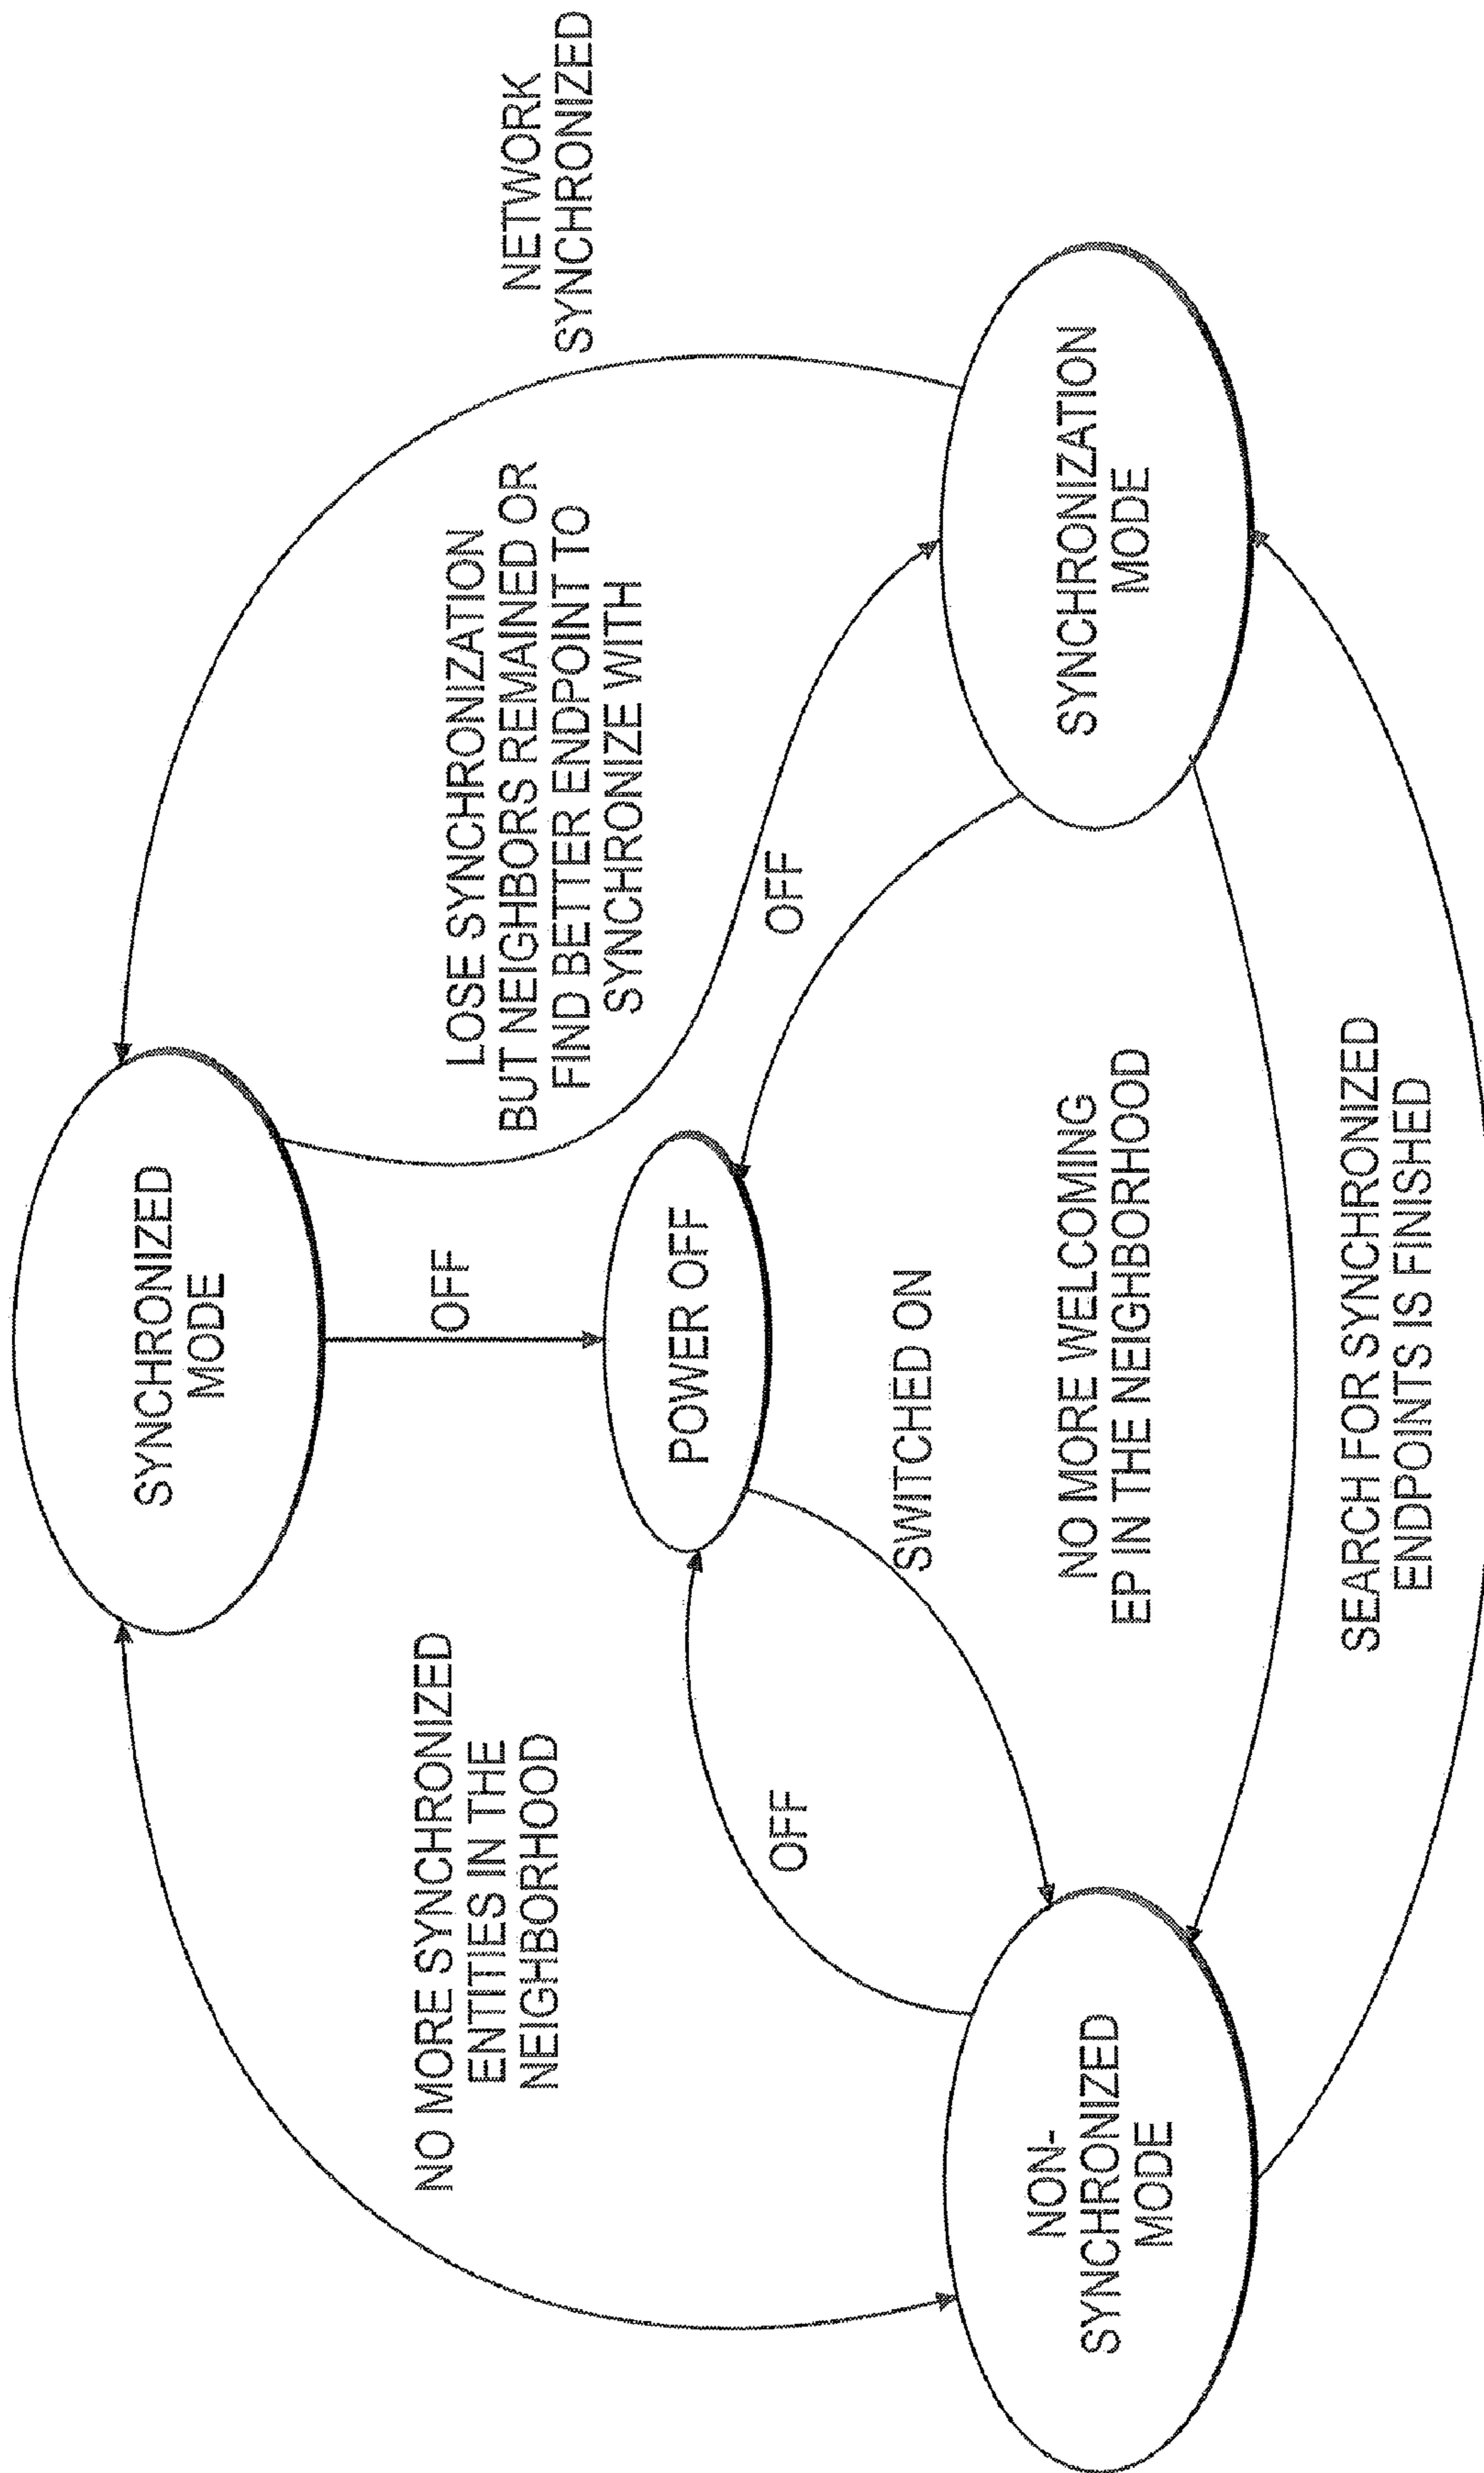 SYNCHRONIZED
MODE
NETWORK
SYNCHRONIZED
NO MORE SYNCHRONIZED
ENTITIES IN THE
NEIGHBORHOOD
OFF
LOSE SYNCHRONIZATION
BUT NEIGHBORS REMAINED OR
FIND BETTER ENDPOINT TO
SYNCHRONIZE WITH
POWER OFF
OFF
OFF
SWITCHED ON
NON-
SYNCHRONIZED
MODE
NO MORE WELCOMING
EP IN THE NEIGHBORHOOD
SYNCHRONIZATION
MODE
SEARCH FOR SYNCHRONIZED
ENDPOINTS IS FINISHED